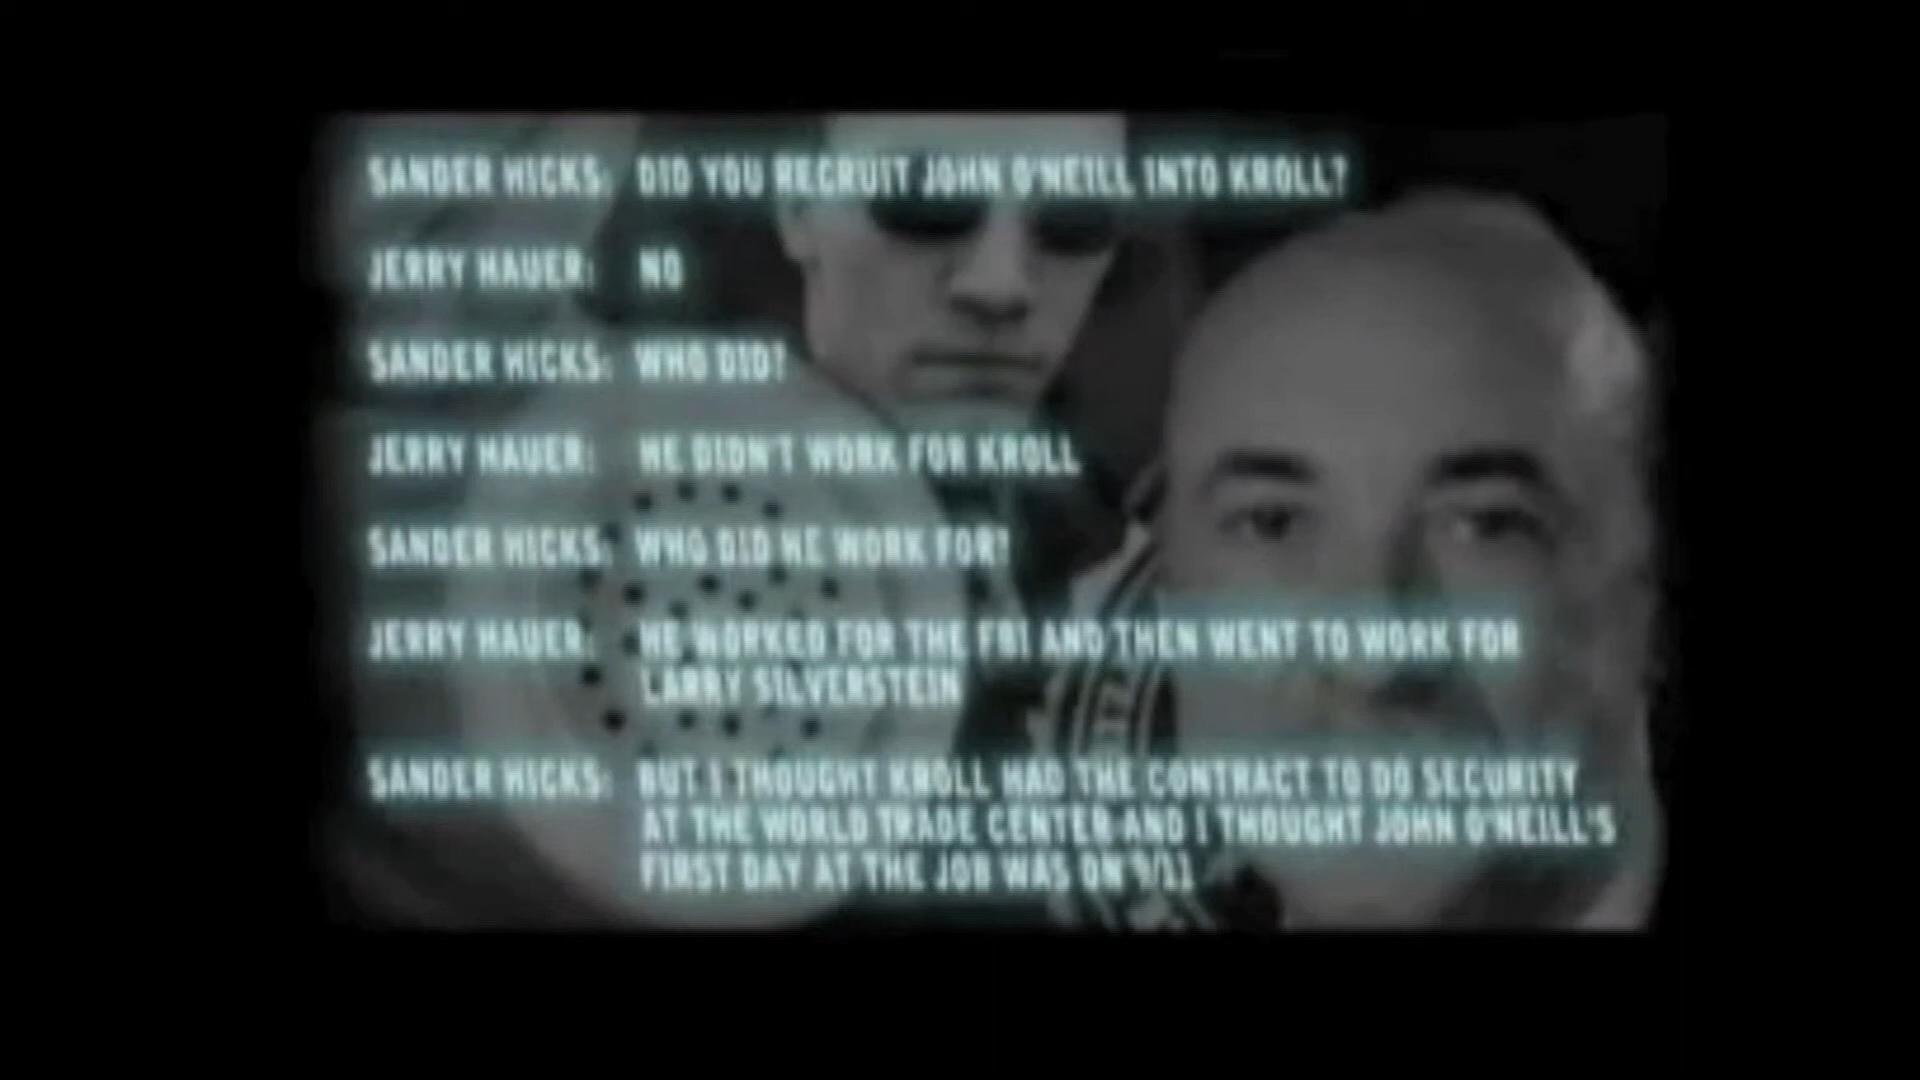 SANDER HICKS: DID YOU RECRUIT JOHN O'NEILL INTO KROLL?
JERRY HAUER: NO
SANDER HICKS: WHO DID?
JERRY HAUER: HE DIDN'T WORK FOR KROLL
SANDER HICKS: WHO DID HE WORK FOR?
JERRY HAUER: HE WORKED FOR THE FBI AND THEN WENT TO WORK FOR
LARRY SILVERSTEIN
SANDER HICKS: BUT I THOUGHT KROLL HAD THE CONTRACT TO DO SECURITY
AT THE WORLD TRADE CENTER AND I THOUGHT JOHN O'NEILL'S
FIRST DAY AT THE JOB WAS ON 9/11